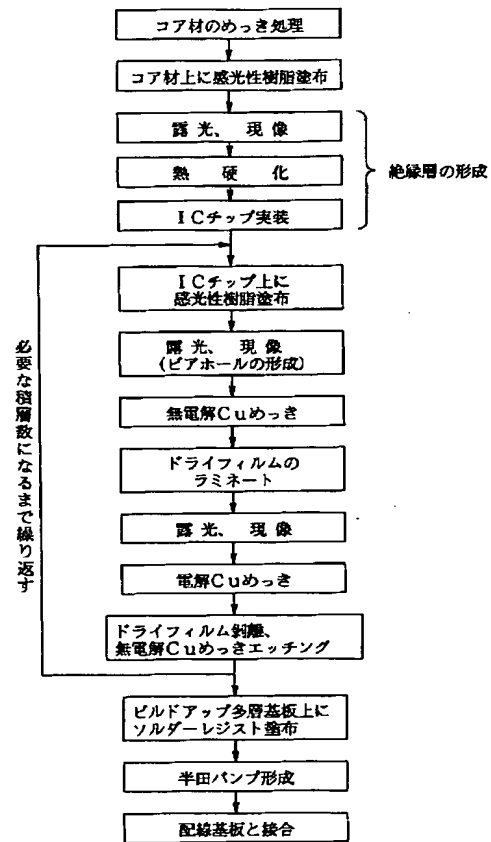 コア材のめっき処理
コア材上に感光性樹脂塗布
露光、現像
熱硬化
ICチップ実装
絶縁層の形成
ICチップ上に
感光性樹脂塗布
露光、現像
(ビアホールの形成)
無電解Cuめっき
ドライフィルムの
ラミネート
露光、現像
電解Cuめっき
ドライフィルム剥離、
無電解Cuめっきエッチング
必要な積層数になるまで繰り返す
ビルドアップ多層基板上に
ソルダーレジスト塗布
半田バンプ形成
配線基板と接合